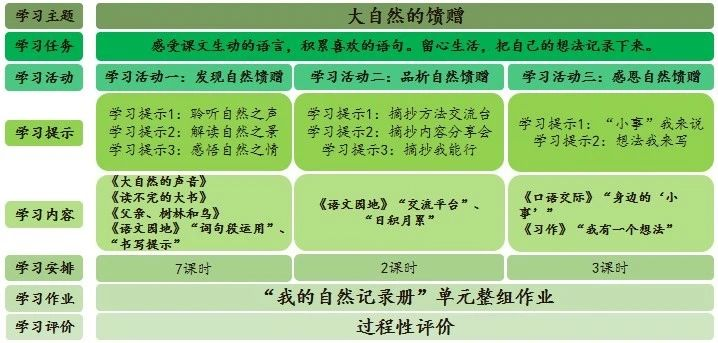 学习主题
大自然的馈赠
学习任务
感受课文生动的语言，积累喜欢的语句。留心生活，把自己的想法记录下来。
学习活动
学习活动一：发现自然馈赠
学习活动二：品析自然馈赠
学习活动三：感恩自然馈赠
学习提示
学习提示1：聆听自然之声
学习提示2：解读自然之景
学习提示3：感悟自然之情
学习提示1：摘抄方法交流台
学习提示2：摘抄内容分享会
学习提示3：摘抄我能行
学习提示1：“小事”我来说
学习提示2：想法我来写
学习内容
《大自然的声音》
《读不完的大书》
《父亲、树林和鸟》
《语文园地》“词句段运用”、
“书写提示”
《语文园地》“交流平台”、
“日积月累”
《口语交际》“身边的‘小
事’”
《习作》“我有一个想法”
学习安排
7课时
2课时
3课时
学习作业
“我的自然记录册”单元整组作业
学习评价
过程性评价